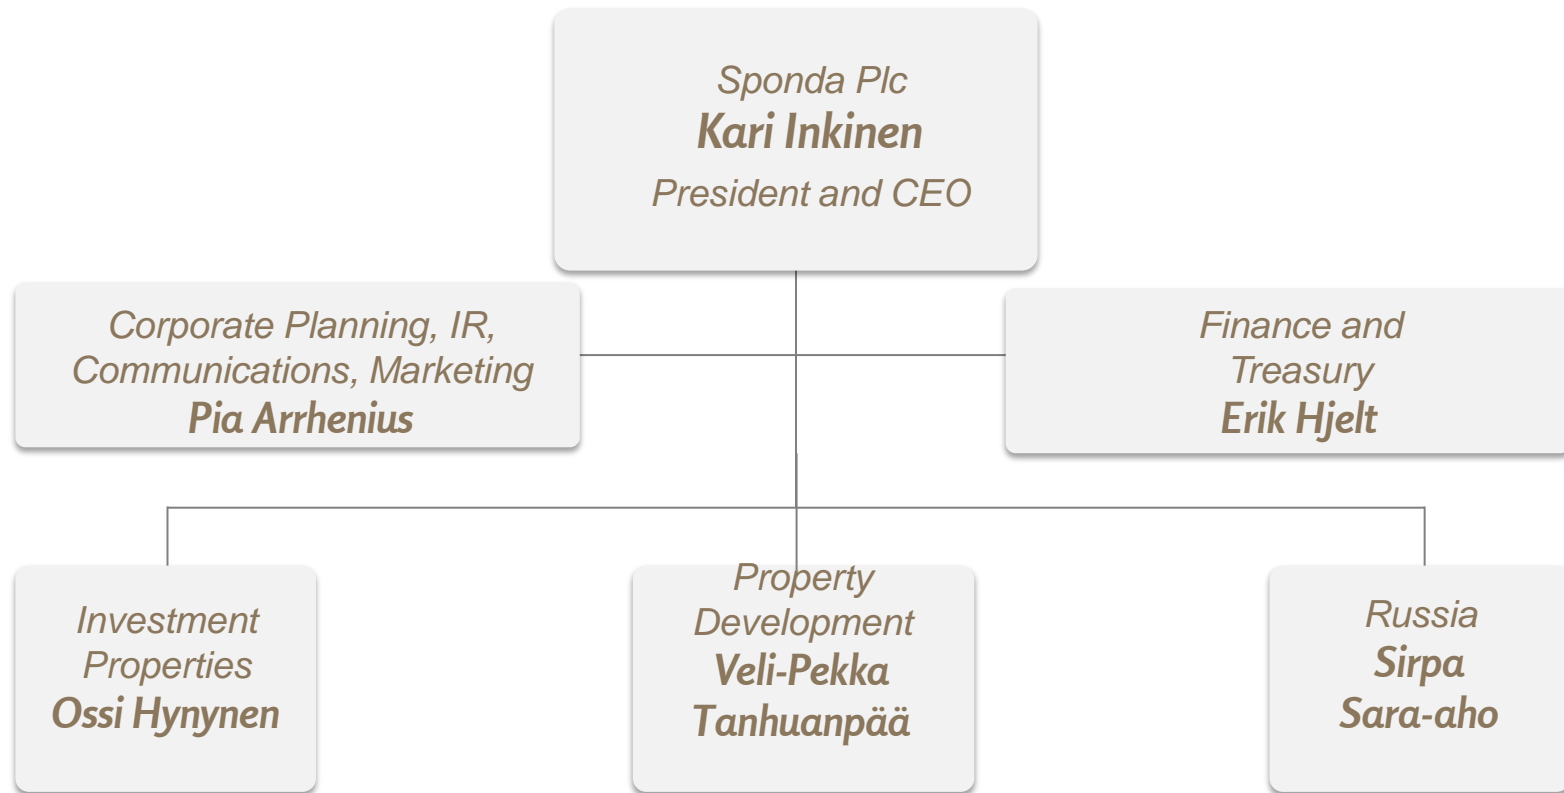 Sponda Plc
Kari Inkinen
President and CEO
Corporate Planning, IR,
Communications, Marketing
Pia Arrhenius
Finance and
Treasury
Erik Hjelt
Investment
Properties
Ossi Hynynen
Property
Development
Veli-Pekka
Tanhuanpää
Russia
Sirpa
Sara-aho